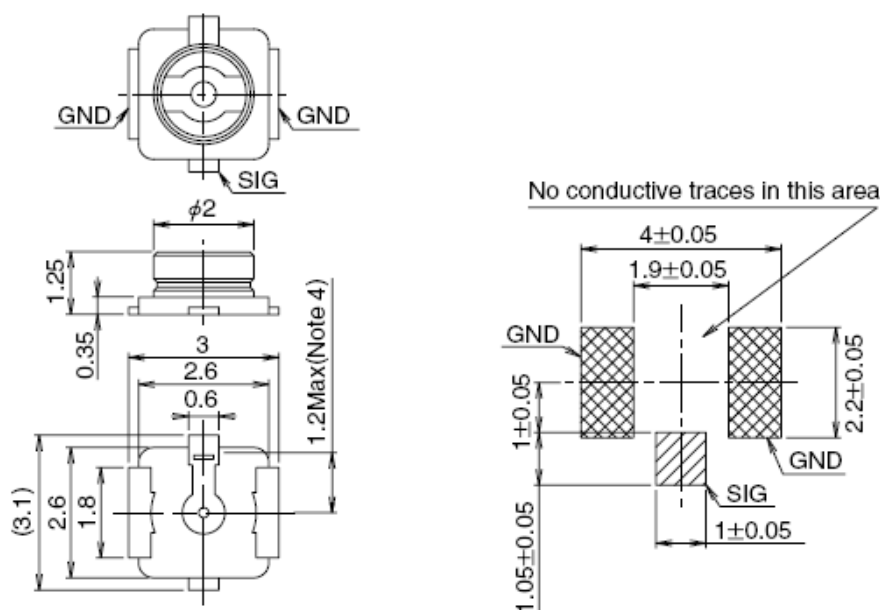 GND
GND
SIG
ϕ2
1.25
0.35
3
2.6
0.6
1.2Max(Note 4)
(3.1)
2.6
1.8
No conductive traces in this area
4±0.05
1.9±0.05
GND
1±0.05
2.2±0.05
GND
SIG
1.05±0.05
1±0.05